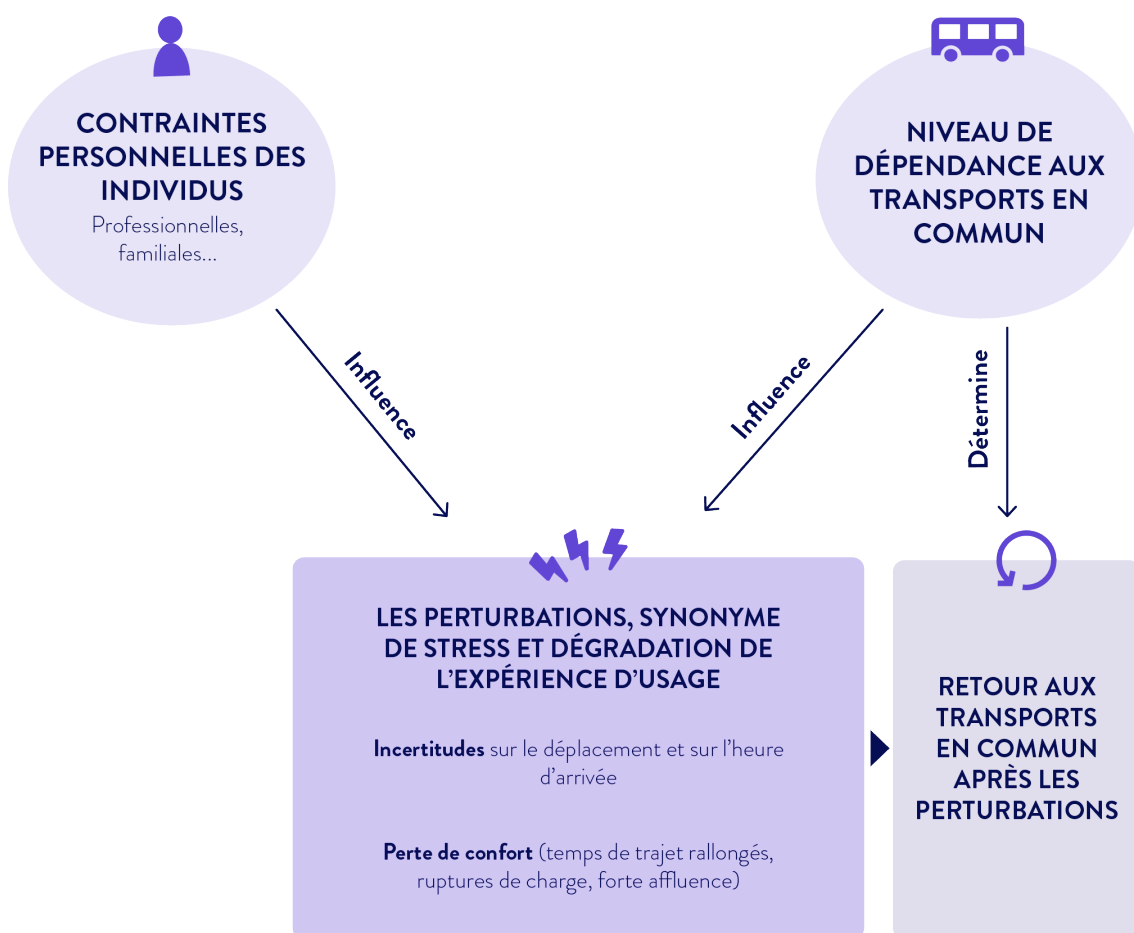 CONTRAINTES
PERSONNELLES DES
INDIVIDUS
Professionnelles,
familiales...
NIVEAU DE
DÉPENDANCE AUX
TRANSPORTS EN
COMMUN
Influence
Influence
Détermine
LES PERTURBATIONS, SYNONYME
DE STRESS ET DÉGRADATION DE
L’EXPÉRIENCE D’USAGE
Incertitudes sur le déplacement et sur l’heure
d’arrivée
Perte de confort (temps de trajet rallongés,
ruptures de charge, forte affluence)
RETOUR AUX
TRANSPORTS
EN COMMUN
APRÈS LES
PERTURBATIONS